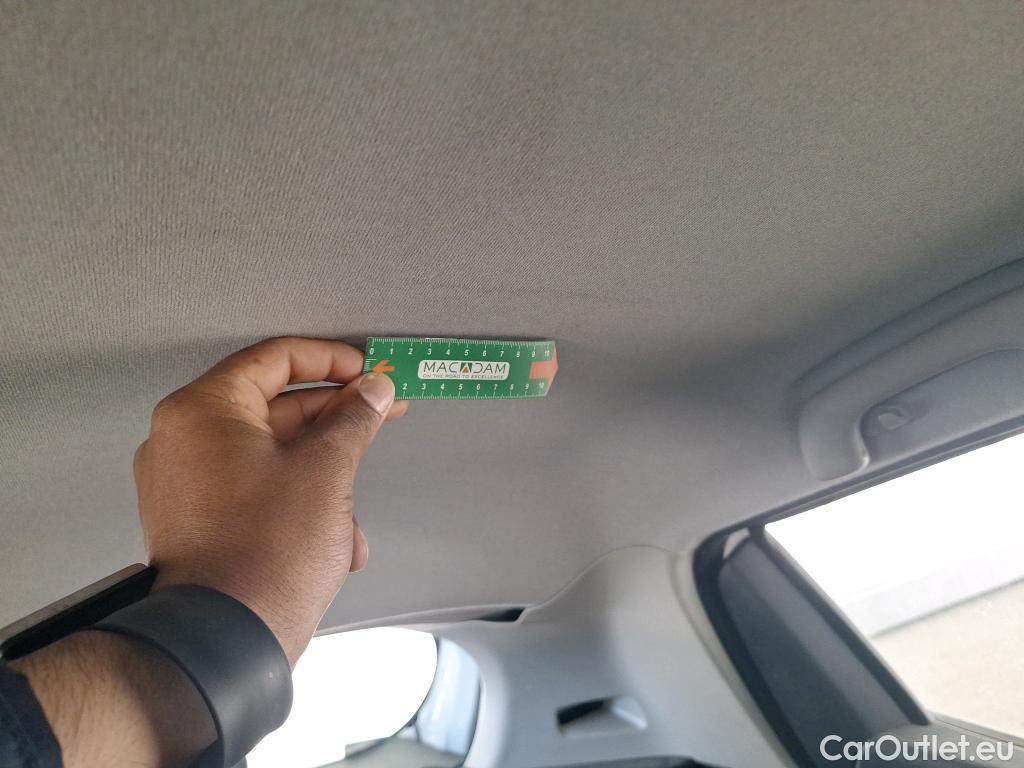 0 1 2 3 4 5 6 7 8 9 10
MACADAM
ON THE ROAD TO EXCELLENCE
2 3 4 5 6 7 8 9 10
CarOutlet.eu